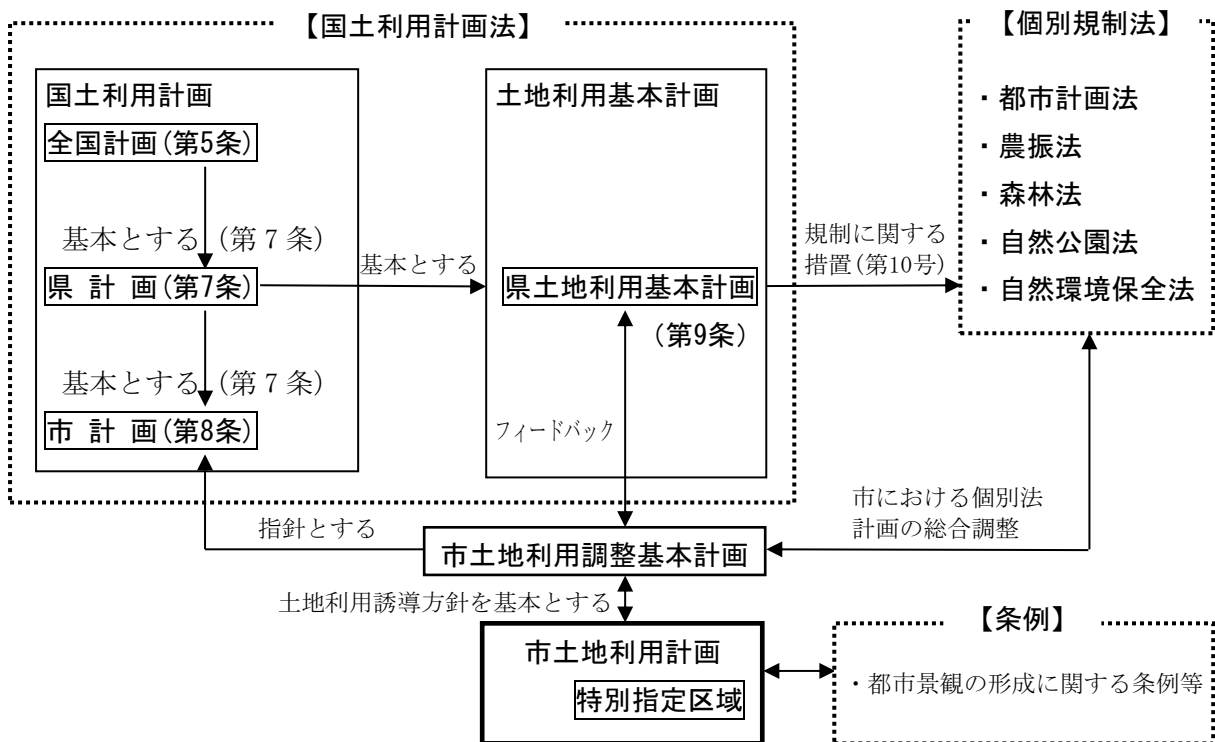 【国土利用計画法】
国土利用計画
全国計画(第5条)
基本とする (第７条)
県 計 画(第7条)
基本とする (第７条)
市 計 画(第8条)
基本とする
土地利用基本計画
県土地利用基本計画
(第9条)
フィードバック
規制に関する
措置(第10号)
【個別規制法】
・都市計画法
・農振法
・森林法
・自然公園法
・自然環境保全法
指針とする
市土地利用調整基本計画
市における個別法
計画の総合調整
土地利用誘導方針を基本とする
市土地利用計画
特別指定区域
【条例】
・都市景観の形成に関する条例等